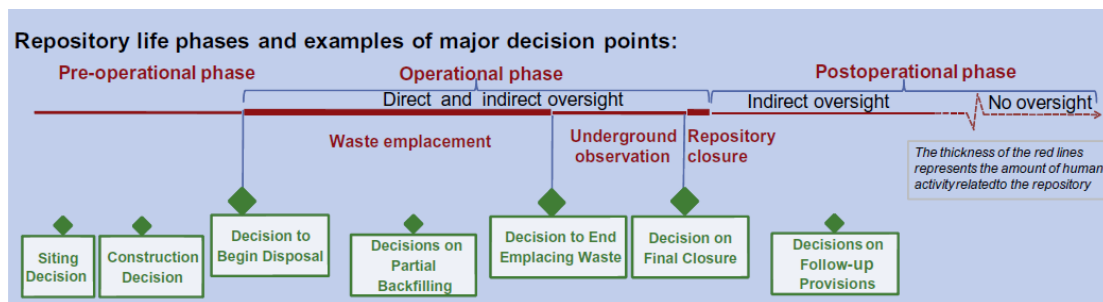 Repository life phases and examples of major decision points:
Pre-operational phase
Operational phase
Postoperational phase
Direct and indirect oversight
Indirect oversight
No oversight
Waste emplacement
Underground
observation
Repository
closure
The thickness of the red lines
represents the amount of human
activityrelatedto the repository
Siting
Decision
Construction
Decision
Decision to
Begin Disposal
Decisions on
Partial
Backfilling
Decision to End
Emplacing Waste
Decision on
Final Closure
Decisions on
Follow-up
Provisions